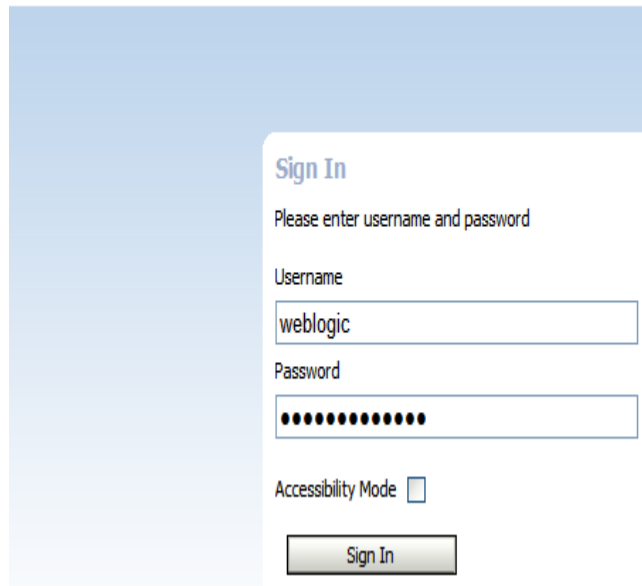 Sign In
Please enter username and password
Username
weblogic
Password
•••••••••••••
Accessibility Mode
Sign In